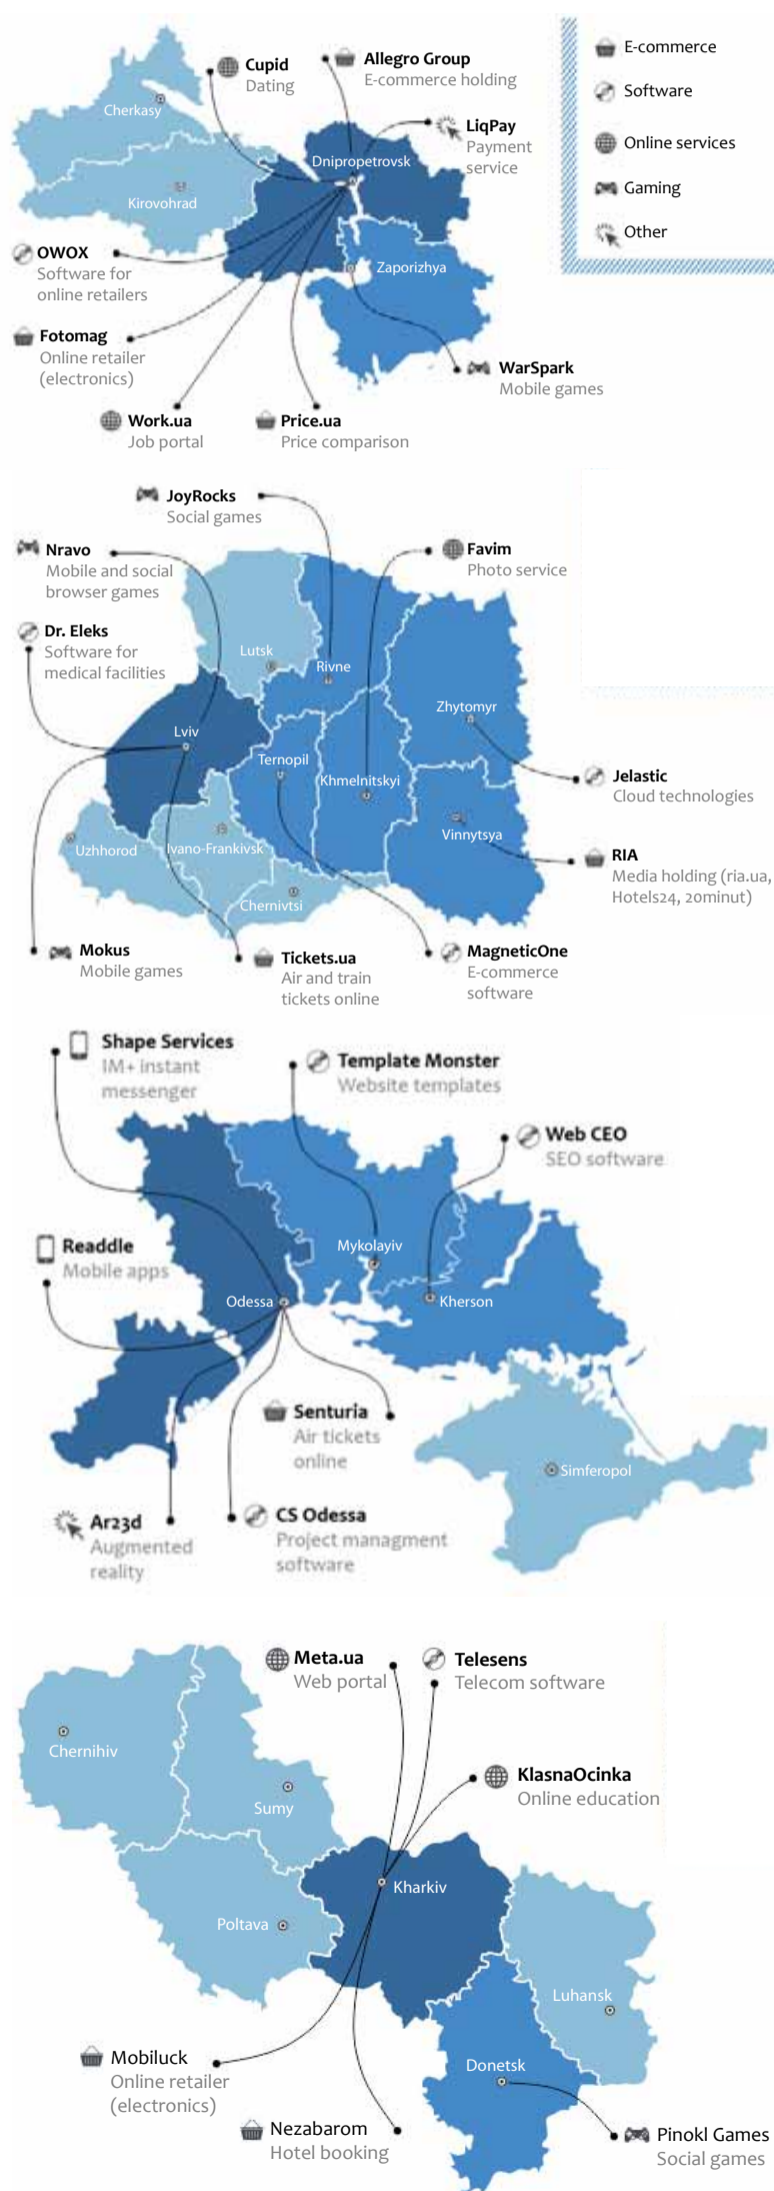 Cupid
Dating
Allegro Group
E-commerce holding
E-commerce
Software
Online services
Gaming
Other
LiqPay
Payment
service
Cherkasy
Dnipropetrovsk
Kirovohrad
OWOX
Software for
online retailers
Zaporizhya
Fotomag
Online retailer
(electronics)
WarSpark
Mobile games
Work.ua
Job portal
Price.ua
Price comparison
JoyRocks
Social games
Nravo
Mobile and social
browser games
Favim
Photo service
Dr. Eleks
Software for
medical facilities
Lutsk
Rivne
Zhytomyr
Lviv
Ternopil
Khmelnitskyi
Jelastic
Cloud technologies
Vinnytsya
Uzhhorod
Ivano-Frankivsk
RIA
Media holding (ria.ua,
Hotels24, 20minut)
Chernivtsi
Mokus
Mobile games
Tickets.ua
Air and train
tickets online
MagneticOne
E-commerce
software
Shape Services
IM+ instant
messenger
Template Monster
Website templates
Web CEO
SEO software
Readdle
Mobile apps
Mykolayiv
Odessa
Kherson
Senturia
Air tickets
online
Simferopol
Ar23d
Augmented
reality
CS Odessa
Project managment
software
Meta.ua
Web portal
Telesens
Telecom software
Chernihiv
KlasnaOcinka
Online education
Sumy
Kharkiv
Poltava
Luhansk
Mobiluck
Online retailer
(electronics)
Donetsk
Nezabarom
Hotel booking
Pinokl Games
Social games